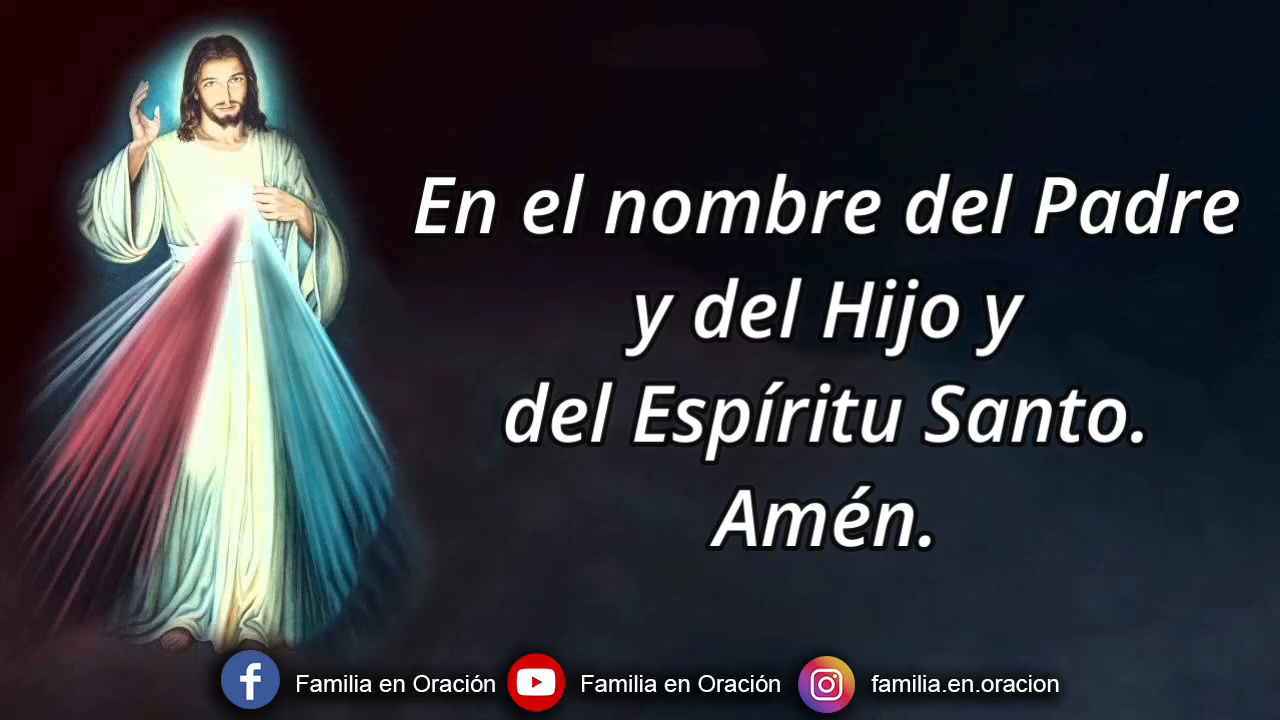 En el nombre del Padre
y del Hijo y
del Espíritu Santo.
Amén.
Familia en Oración Familia en Oración familia.en.oracion